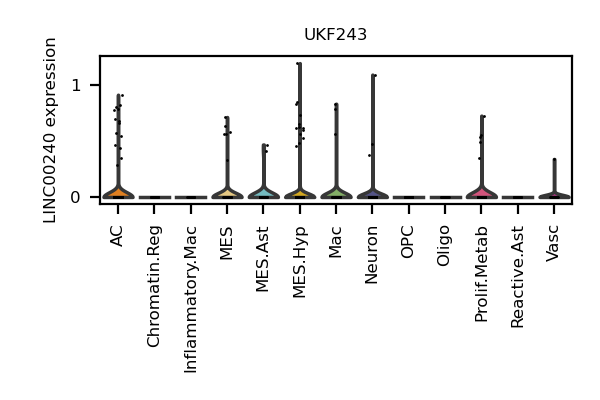 UKF243
LINC00240 expression
1
0
AC
Chromatin.Reg
Inflammatory.Mac
MES
MES.Ast
MES.Hyp
Mac
Neuron
OPC
Oligo
Prolif.Metab
Reactive.Ast
Vasc